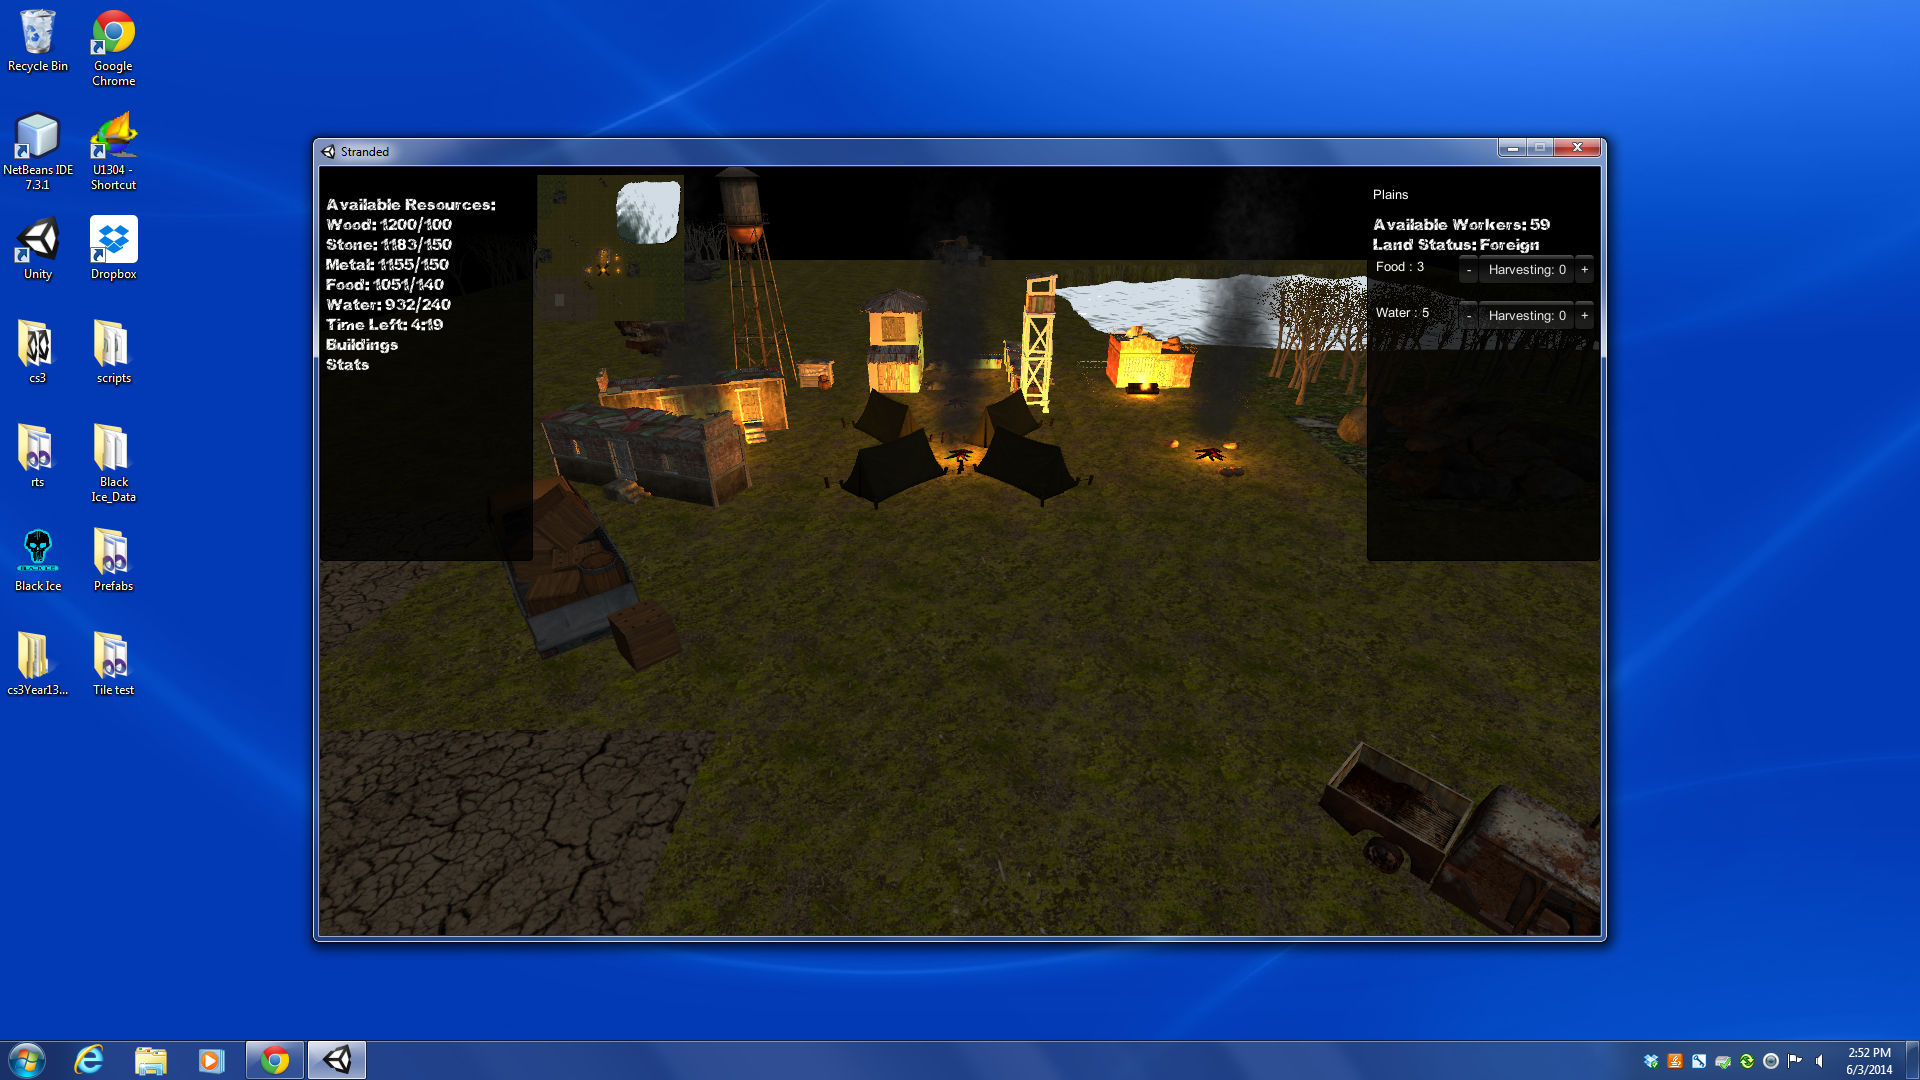 Recycle Bin
Google
Chrome
NetBeans IDE
7.3.1
U1304 -
Shortcut
Unity
Dropbox
cs3
scripts
rts
Black
Ice_Data
Black Ice
Prefabs
cs3Year13...
Tile test
Stranded
Available Resources:
Wood: 1200/100
Stone: 1183/150
Metal: 1155/150
Food: 1051/140
Water: 932/240
Time Left: 4:19
Buildings
Stats
Plains
Available Workers: 59
Land Status: Foreign
Food : 3
- Harvesting: 0 +
Water : 5
- Harvesting: 0 +
2:52 PM
6/3/2014